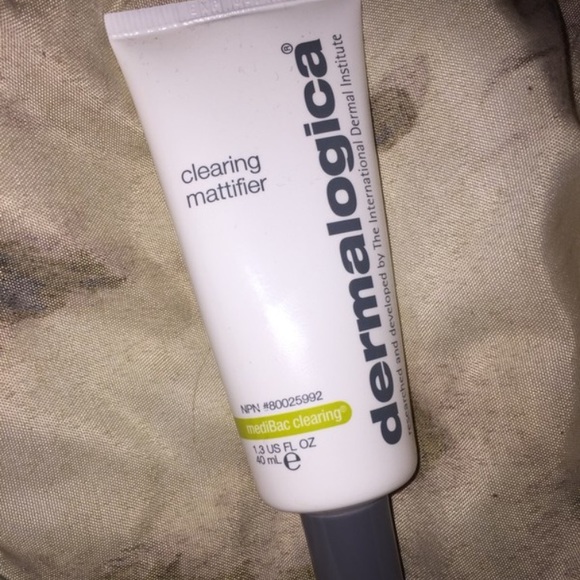 clearing
mattifier
NPN #80025992
mediBac clearing®
1.3 US FL OZ
40 mL ℮
dermalogica®
researched and developed by The International Dermal Institute